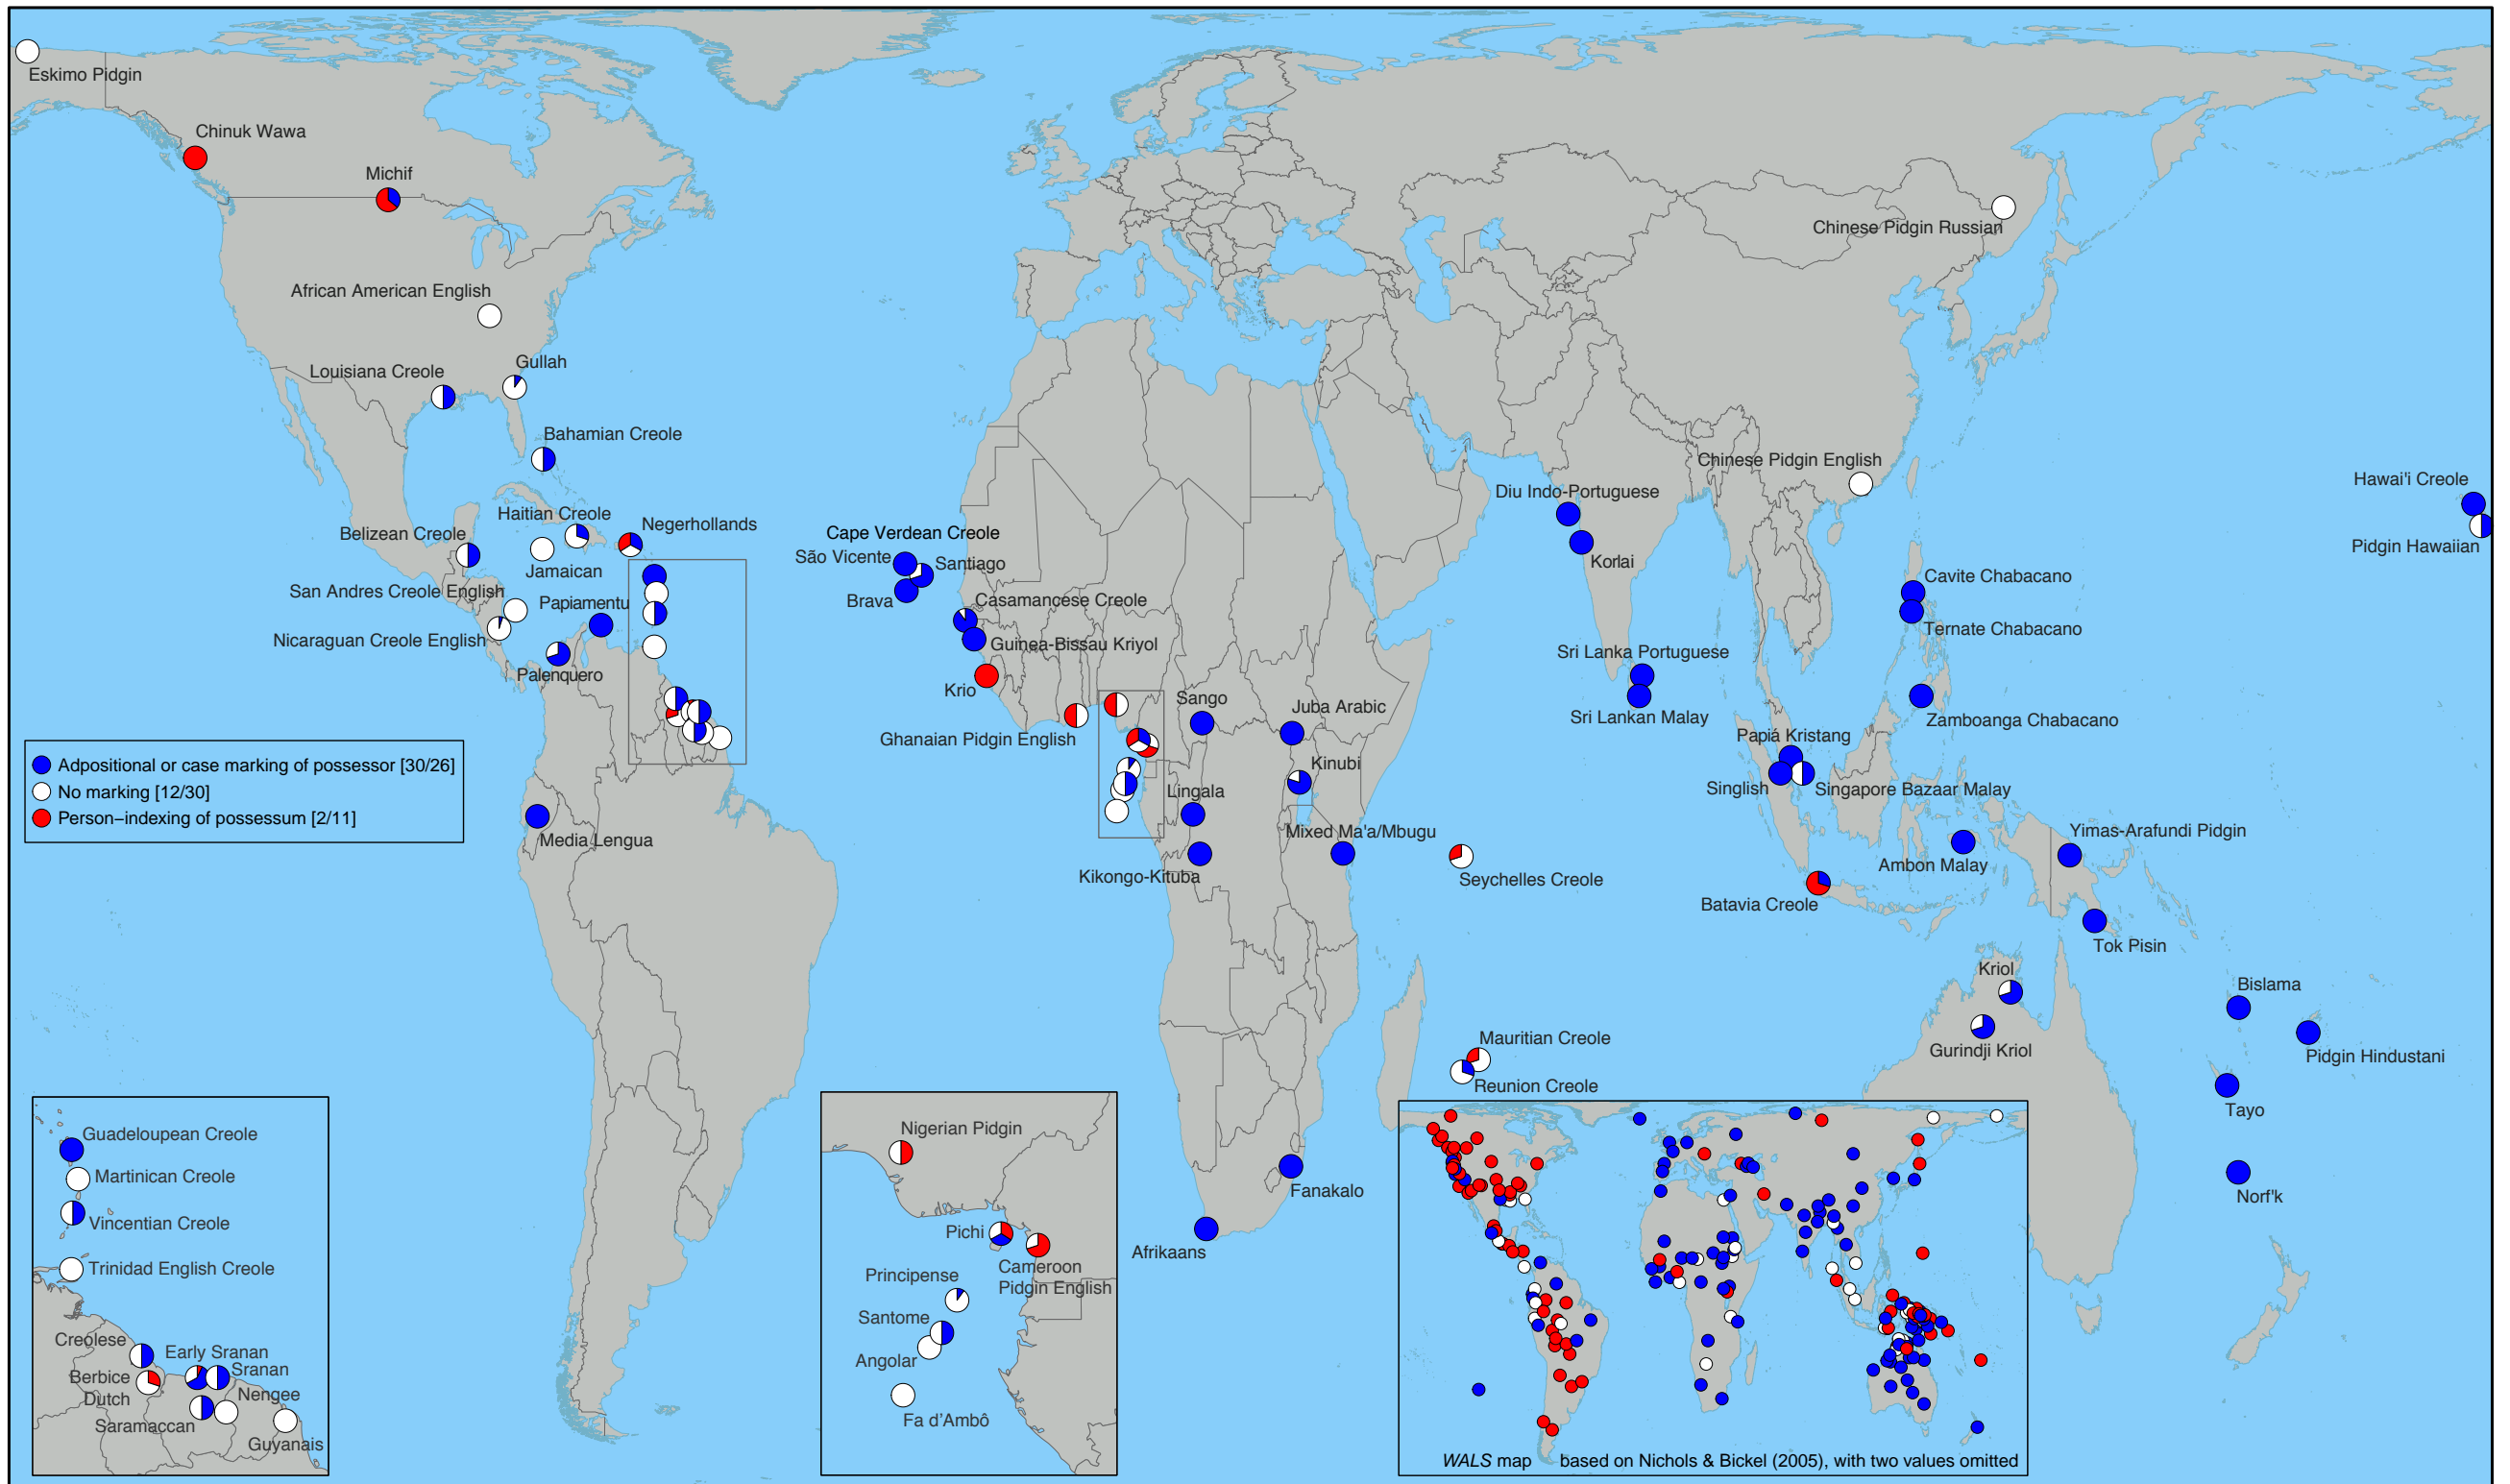 Eskimo Pidgin
Chinuk Wawa
Michif
Chinese Pidgin Russian
African American English
Gullah
Louisiana Creole
Bahamian Creole
Chinese Pidgin English
Hawai'i Creole
Diu Indo-Portuguese
Haitian Creole
Negerhollands
Belizean Creole
Cape Verdean Creole
São Vicente
Santiago
Pidgin Hawaiian
Korlai
Jamaican
Cavite Chabacano
San Andres Creole English
Papiamentu
Brava
Casamancese Creole
Ternate Chabacano
Nicaraguan Creole English
Guinea-Bissau Kriyol
Sri Lanka Portuguese
Palenquero
Krio
Sango
Juba Arabic
Sri Lankan Malay
Zamboanga Chabacano
Ghanaian Pidgin English
Papiá Kristang
Kinubi
Adpositional or case marking of possessor [30/26]
No marking [12/30]
Person–indexing of possessum [2/11]
Lingala
Singlish
Singapore Bazaar Malay
Media Lengua
Mixed Ma'a/Mbugu
Yimas-Arafundi Pidgin
Ambon Malay
Kikongo-Kituba
Seychelles Creole
Batavia Creole
Tok Pisin
Kriol
Bislama
Mauritian Creole
Gurindji Kriol
Pidgin Hindustani
Reunion Creole
Tayo
Fanakalo
Norf'k
Afrikaans
Guadeloupean Creole
Martinican Creole
Vincentian Creole
Trinidad English Creole
Creolese
Early Sranan
Sranan
Berbice
Dutch
Nengee
Saramaccan
Guyanais
Nigerian Pidgin
Pichi
Cameroon
Pidgin English
Principense
Santome
Angolar
Fa d'Ambô
WALS map based on Nichols & Bickel (2005), with two values omitted